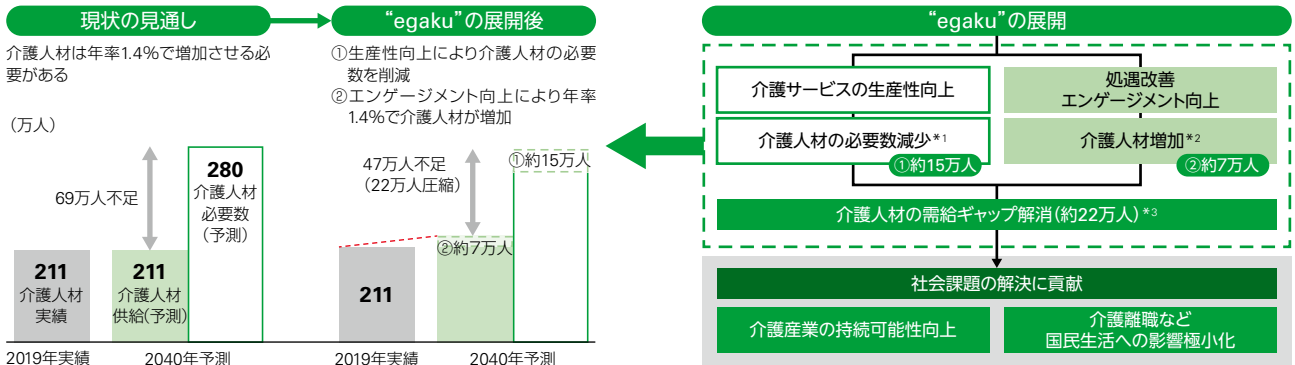 現状の見通し
介護人材は年率1.4％で増加させる必
要がある
（万人）
69万人不足
280
介護人材
必要数
（予測）
211
介護人材
実績
211
介護人材
供給(予測)
2019年実績
2040年予測
“egaku”の展開後
①生産性向上により介護人材の必要
数を削減
②エンゲージメント向上により年率
1.4％で介護人材が増加
47万人不足
（22万人圧縮）
①約15万人
②約7万人
211
2019年実績
2040年予測
“egaku”の展開
介護サービスの生産性向上
処遇改善
エンゲージメント向上
介護人材の必要数減少*1
①約15万人
介護人材増加*2
②約7万人
介護人材の需給ギャップ解消(約22万人)*3
社会課題の解決に貢献
介護産業の持続可能性向上
介護離職など
国民生活への影響極小化